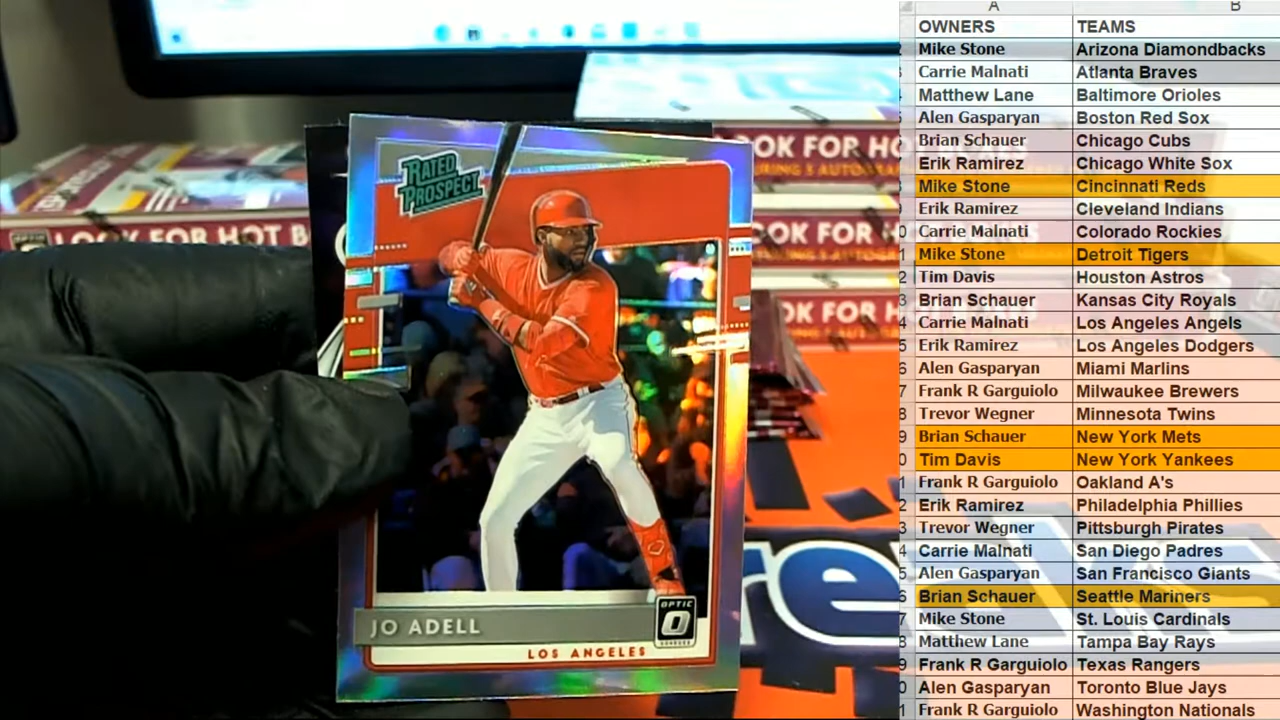 RATED
PROSPECT
JO ADELL
LOS ANGELES
OPTIC
LOOK FOR HOT B
OOK FOR HO
RING 5 AUTOGRA
OOK FOR H
OOK FOR
A B
OWNERS TEAMS
Mike Stone Arizona Diamondbacks
Carrie Malnati Atlanta Braves
Matthew Lane Baltimore Orioles
Alen Gasparyan Boston Red Sox
Brian Schauer Chicago Cubs
Erik Ramirez Chicago White Sox
Mike Stone Cincinnati Reds
Erik Ramirez Cleveland Indians
Carrie Malnati Colorado Rockies
Mike Stone Detroit Tigers
Tim Davis Houston Astros
Brian Schauer Kansas City Royals
Carrie Malnati Los Angeles Angels
Erik Ramirez Los Angeles Dodgers
Alen Gasparyan Miami Marlins
Frank R Garguiolo Milwaukee Brewers
Trevor Wegner Minnesota Twins
Brian Schauer New York Mets
Tim Davis New York Yankees
Frank R Garguiolo Oakland A's
Erik Ramirez Philadelphia Phillies
Trevor Wegner Pittsburgh Pirates
Carrie Malnati San Diego Padres
Alen Gasparyan San Francisco Giants
Brian Schauer Seattle Mariners
Mike Stone St. Louis Cardinals
Matthew Lane Tampa Bay Rays
Frank R Garguiolo Texas Rangers
Alen Gasparyan Toronto Blue Jays
Frank R Garguiolo Washington Nationals